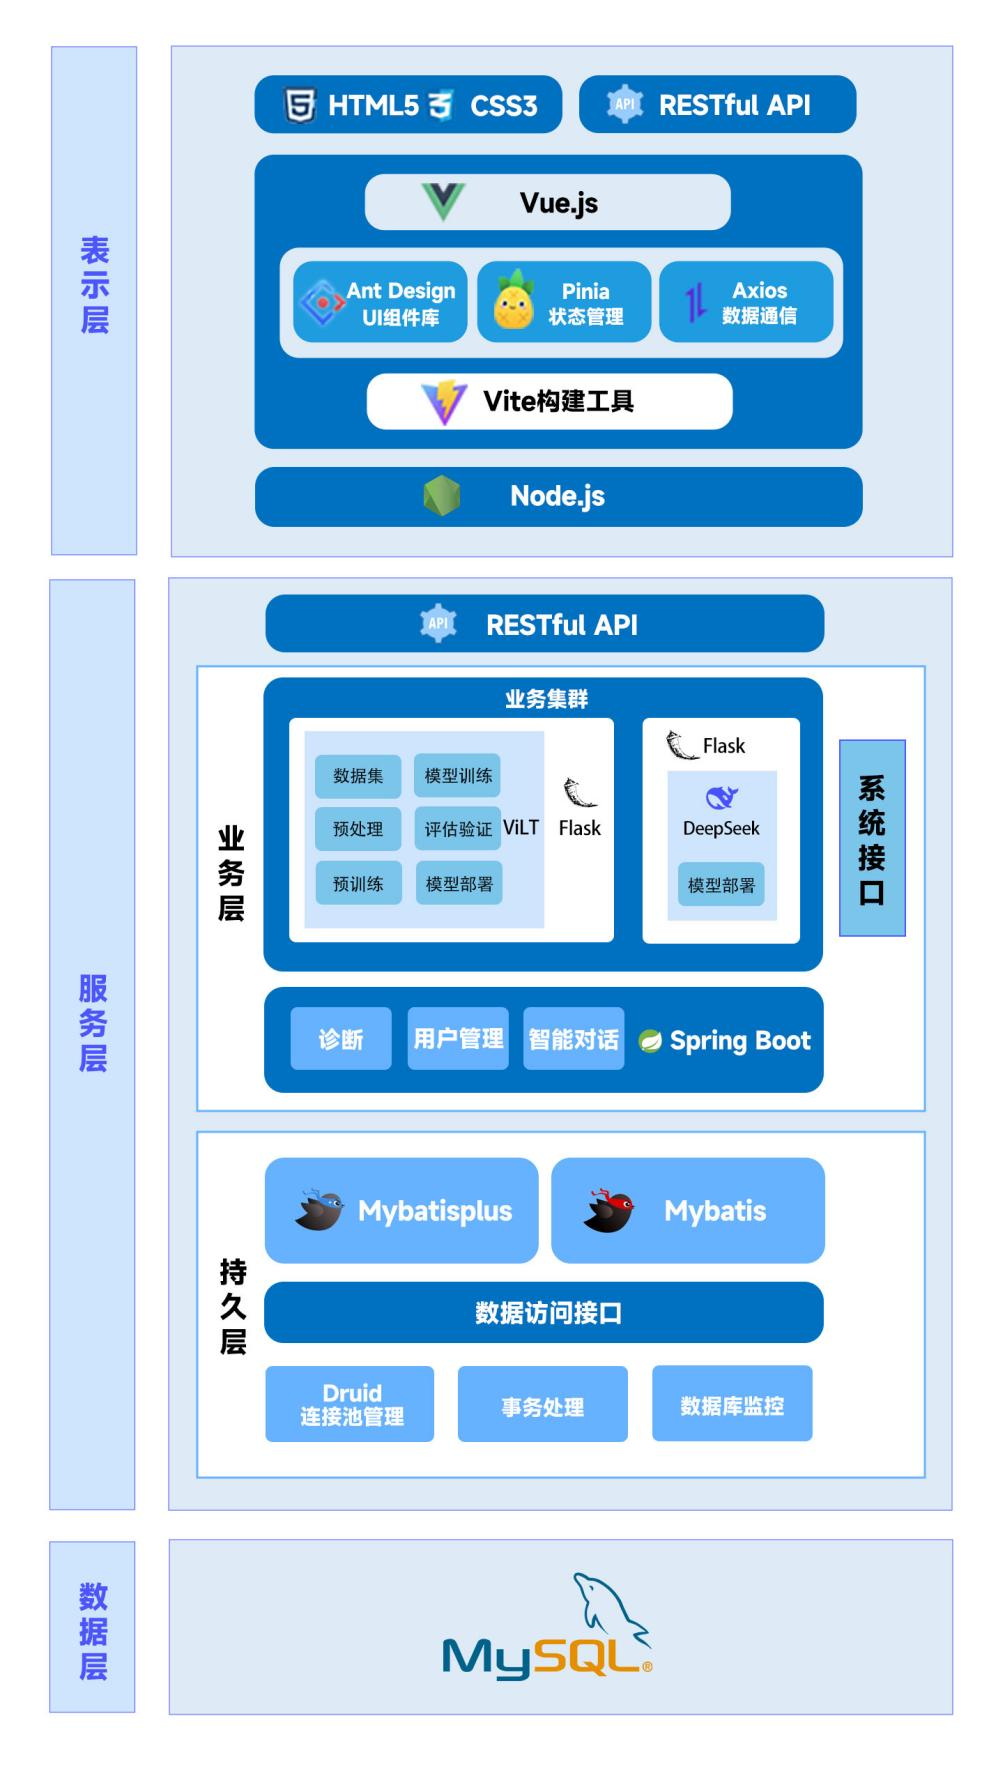 表示层
HTML5
CSS3
API
RESTful API
Vue.js
Ant Design
UI组件库
Pinia
状态管理
Axios
数据通信
Vite构建工具
Node.js
服务层
API
RESTful API
业务层
业务集群
数据集
模型训练
预处理
评估验证
预训练
模型部署
ViLT
Flask
Flask
DeepSeek
模型部署
系统接口
诊断
用户管理
智能对话
Spring Boot
持久层
Mybatisplus
Mybatis
数据访问接口
Druid
连接池管理
事务处理
数据库监控
数据层
MySQL®